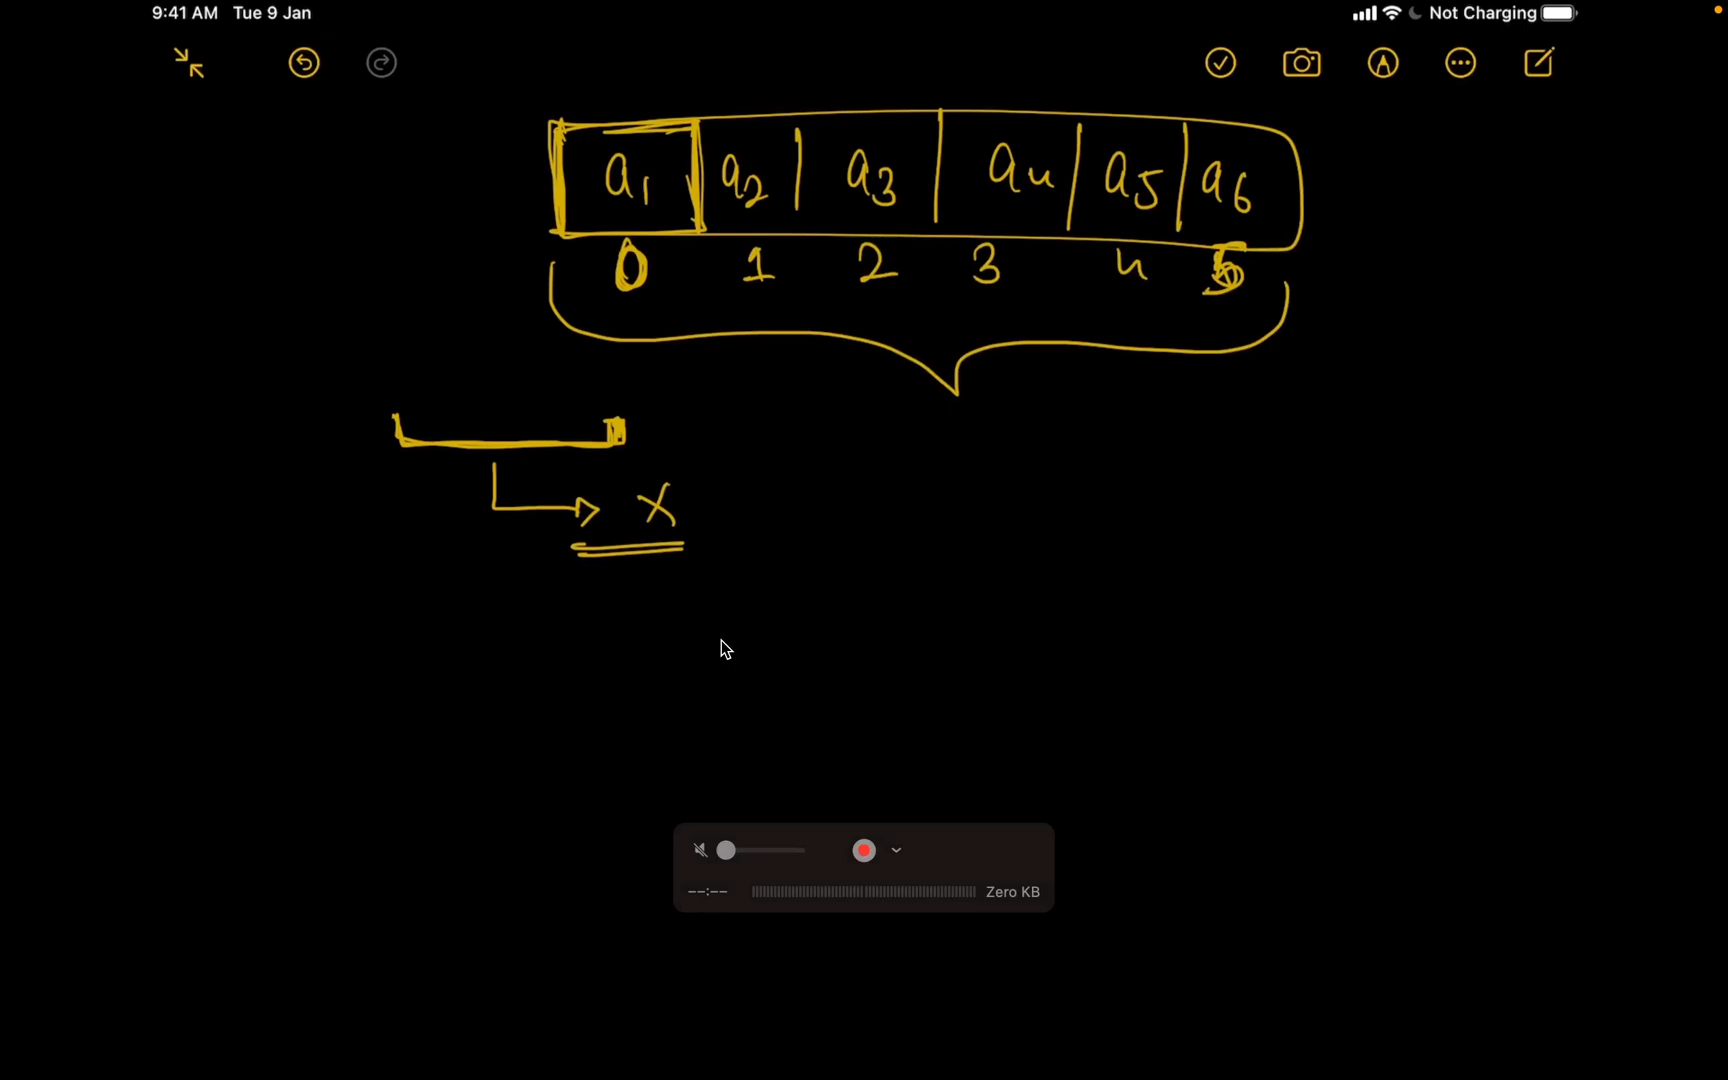 9:41 AM Tue 9 Jan Not Charging
a1 a2 a3 a4 a5 a6
0 1 2 3 4 5
X
--:-- Zero KB